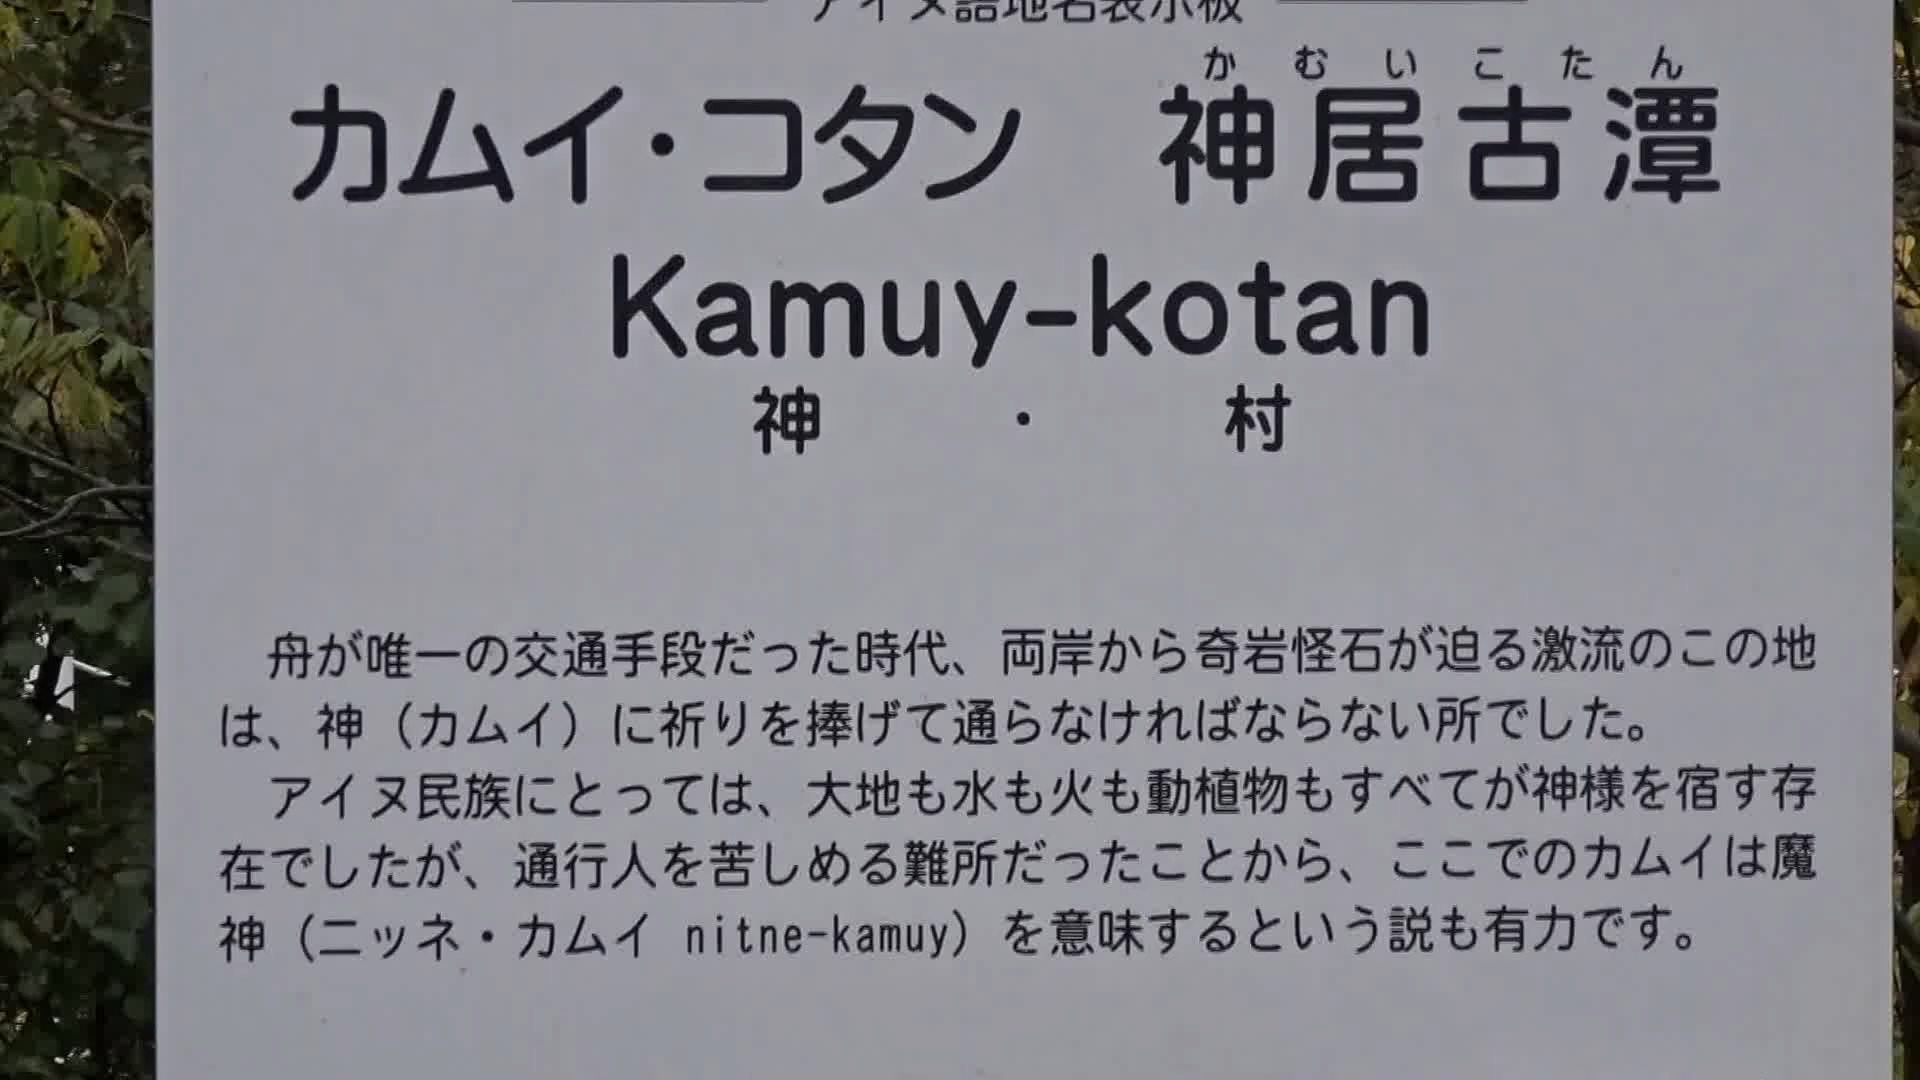 アイヌ語地名表示板
かむいこたん
カムイ・コタン 神居古潭
Kamuy-kotan
神 ・ 村
舟が唯一の交通手段だった時代、両岸から奇岩怪石が迫る激流のこの地
は、神（カムイ）に祈りを捧げて通らなければならない所でした。
アイヌ民族にとっては、大地も水も火も動植物もすべてが神様を宿す存
在でしたが、通行人を苦しめる難所だったことから、ここでのカムイは魔
神（ニッネ・カムイ nitne-kamuy）を意味するという説も有力です。